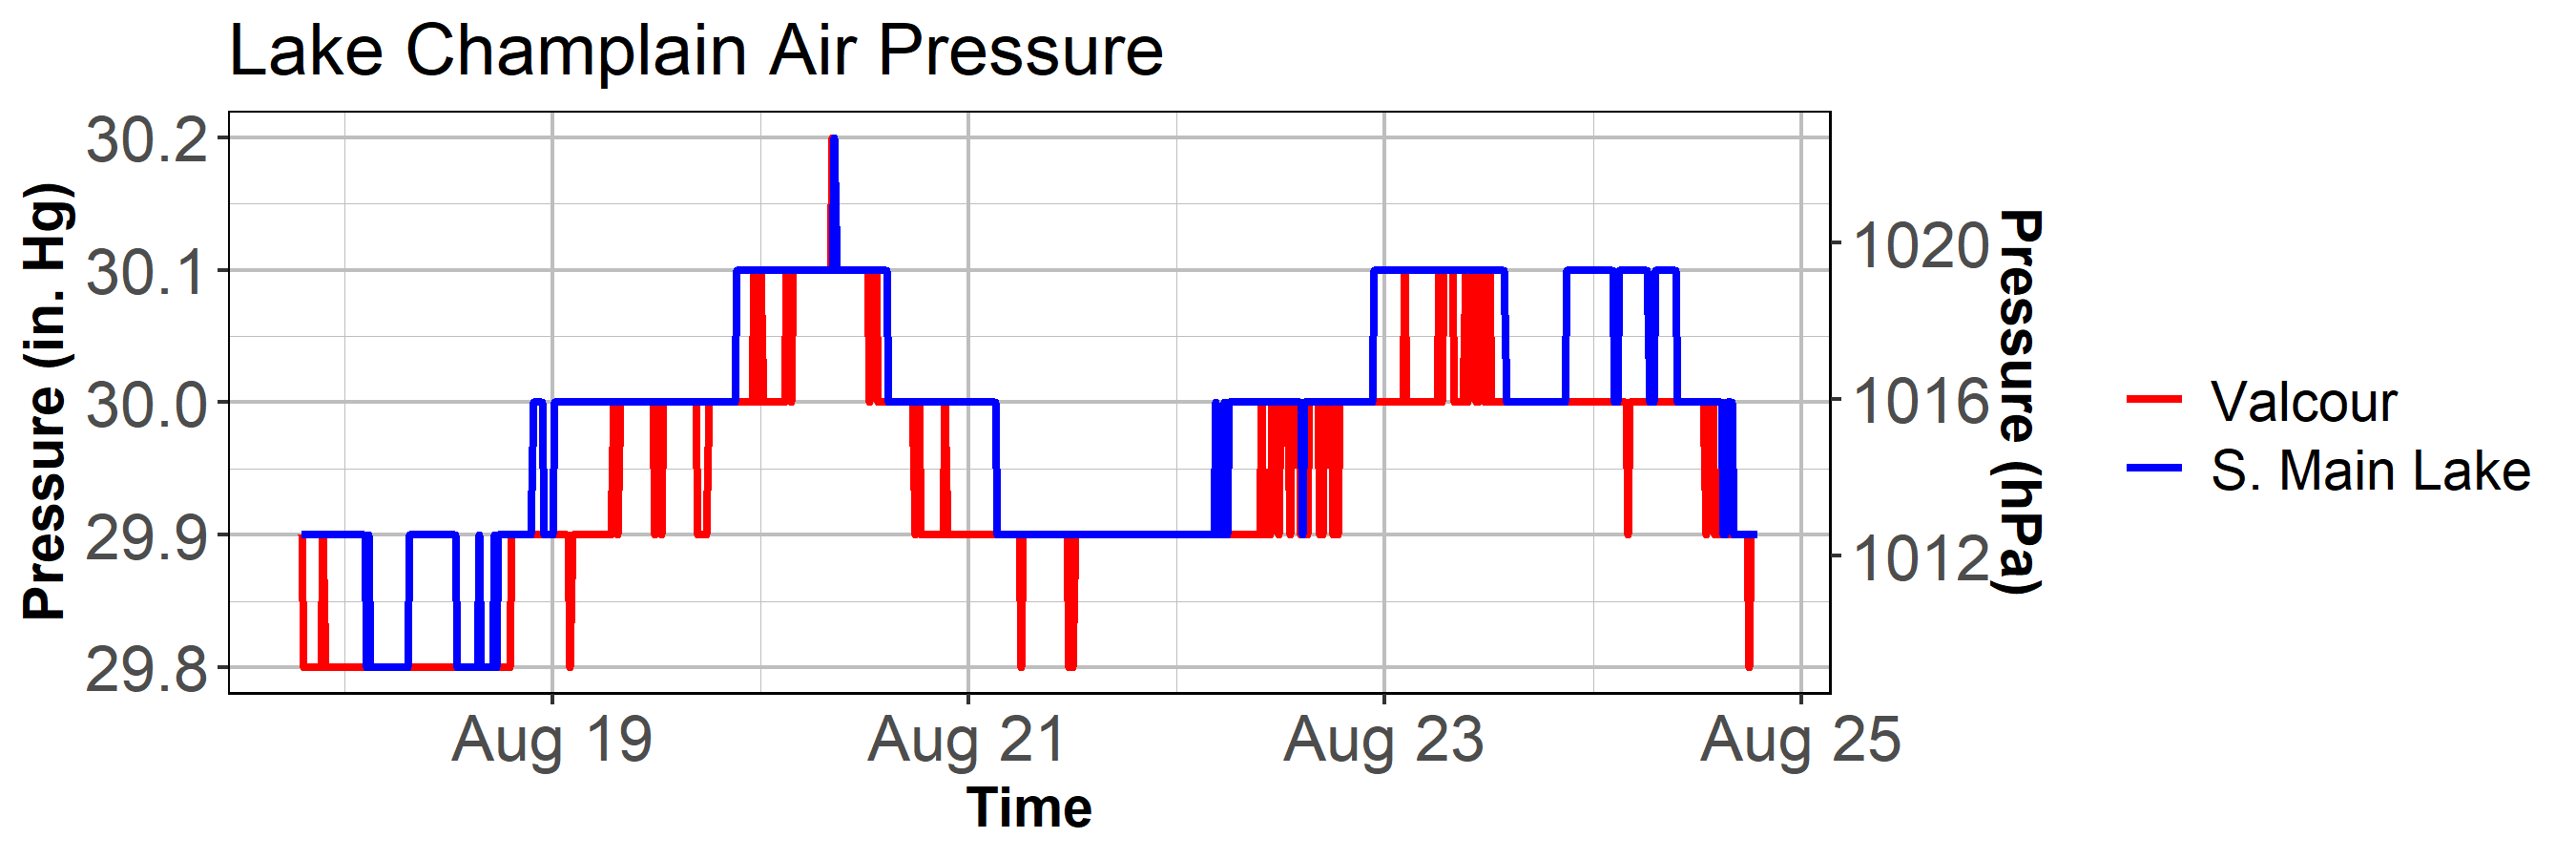 Lake Champlain Air Pressure
30.2
30.1
30.0
29.9
29.8
Pressure (in. Hg)
1020
1016
1012
Pressure (hPa)
Aug 19
Aug 21
Aug 23
Aug 25
Time
Valcour
S. Main Lake